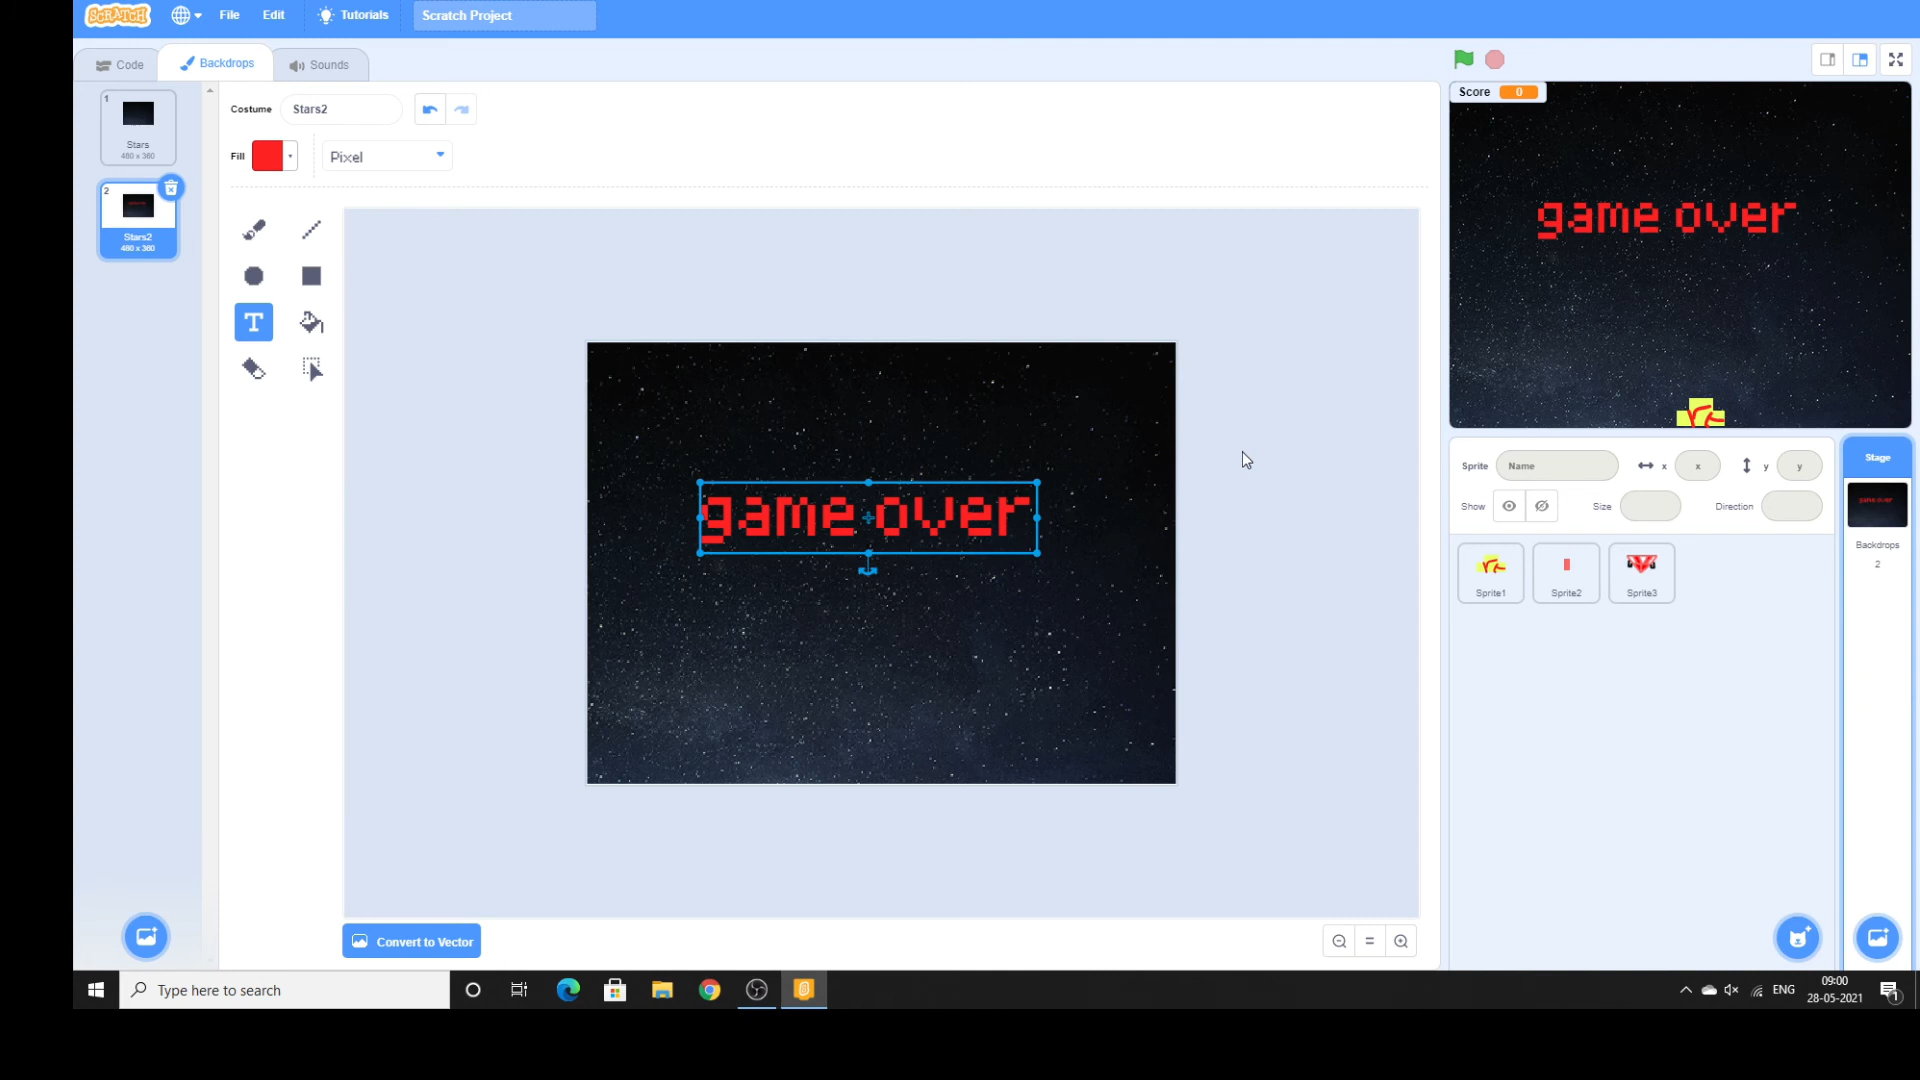 SCRATCH File Edit Tutorials Scratch Project
Code Backdrops Sounds
1
Stars
480 x 360
2
Stars2
480 x 360
Costume Stars2
Fill Pixel
T
game over
Convert to Vector
Score 0
game over
Sprite Name x x y y
Show Size Direction
Sprite1 Sprite2 Sprite3
Stage
Backdrops
2
Type here to search
ENG
09:00
28-05-2021
1